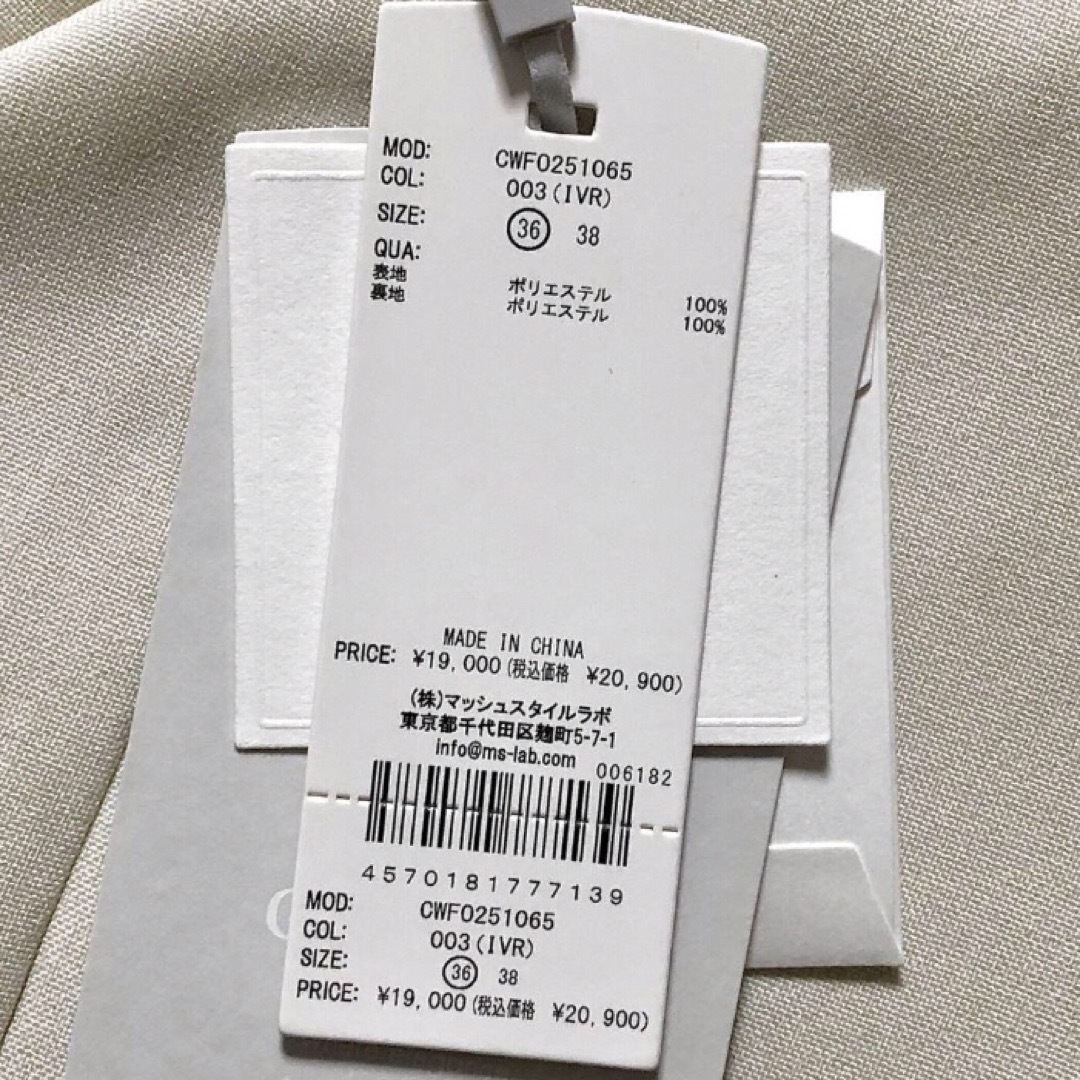 MOD: CWFO251065
COL: 003(IVR)
SIZE: 36 38
QUA:
表地 ポリエステル 100%
裏地 ポリエステル 100%
MADE IN CHINA
PRICE: ¥19,000(税込価格 ¥20,900)
(株)マッシュスタイルラボ
東京都千代田区麹町5-7-1
info@ms-lab.com
006182
4570181777139
MOD: CWFO251065
COL: 003(IVR)
SIZE: 36 38
PRICE: ¥19,000(税込価格 ¥20,900)